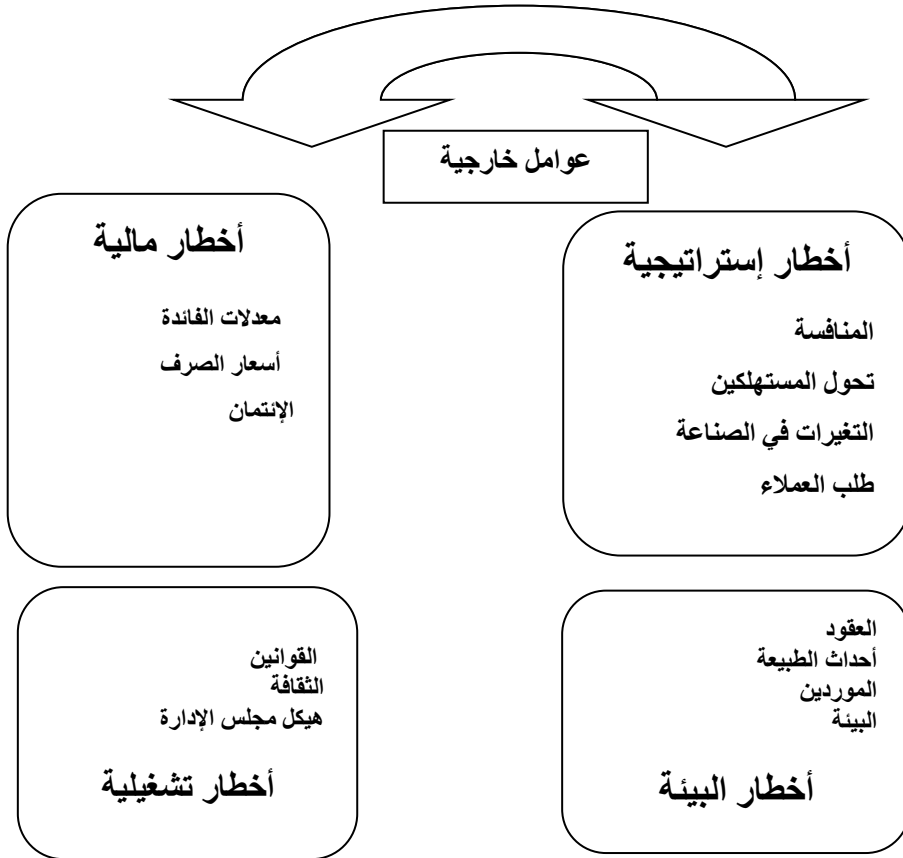 عوامل خارجية
أخطار إستراتيجية
المنافسة
تحول المستهلكين
التغيرات في الصناعة
طلب العملاء
أخطار مالية
معدلات الفائدة
أسعار الصرف
الإئتمان
العقود
أحداث الطبيعة
الموردين
البيئة
أخطار البيئة
القوانين
الثقافة
هيكل مجلس الإدارة
أخطار تشغيلية